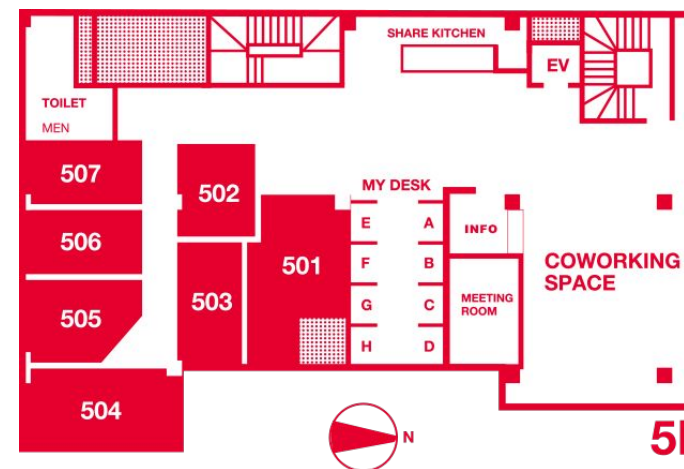 SHARE KITCHEN
EV
TOILET
MEN
507
502
MY DESK
E
A
INFO
506
501
F
B
COWORKING
SPACE
505
503
G
C
MEETING
ROOM
H
D
504
N